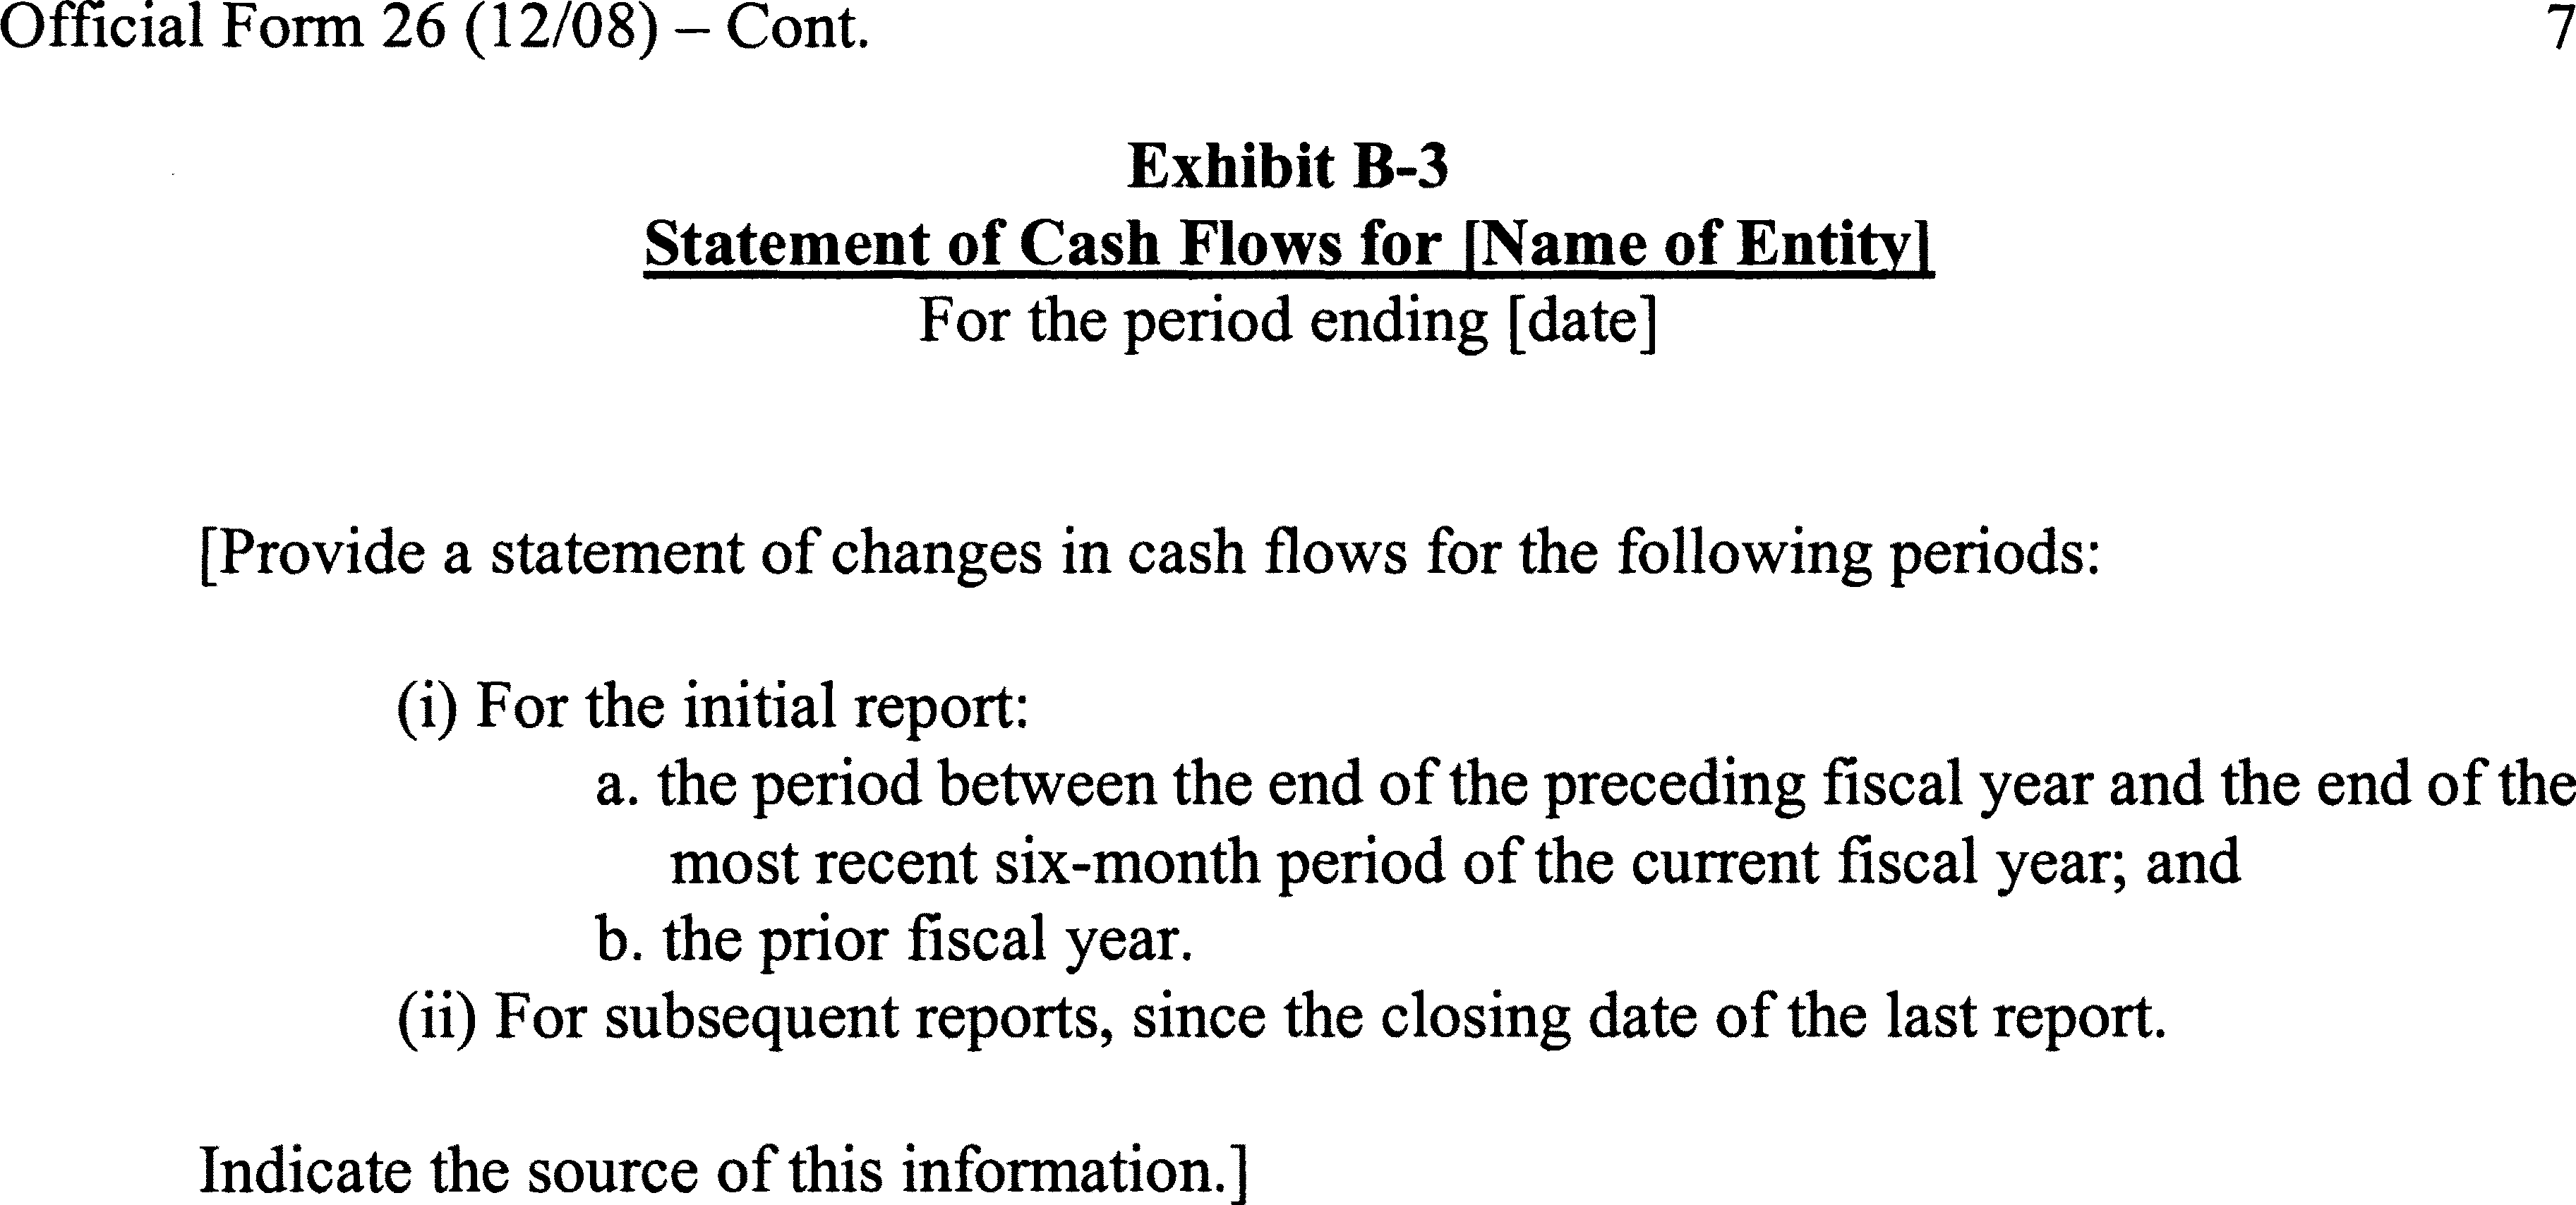 Official Form 26 (12/08) – Cont. 7
Exhibit B-3
Statement of Cash Flows for [Name of Entity]
For the period ending [date]
[Provide a statement of changes in cash flows for the following periods:
(i) For the initial report:
a. the period between the end of the preceding fiscal year and the end of the
most recent six-month period of the current fiscal year; and
b. the prior fiscal year.
(ii) For subsequent reports, since the closing date of the last report.
Indicate the source of this information.]